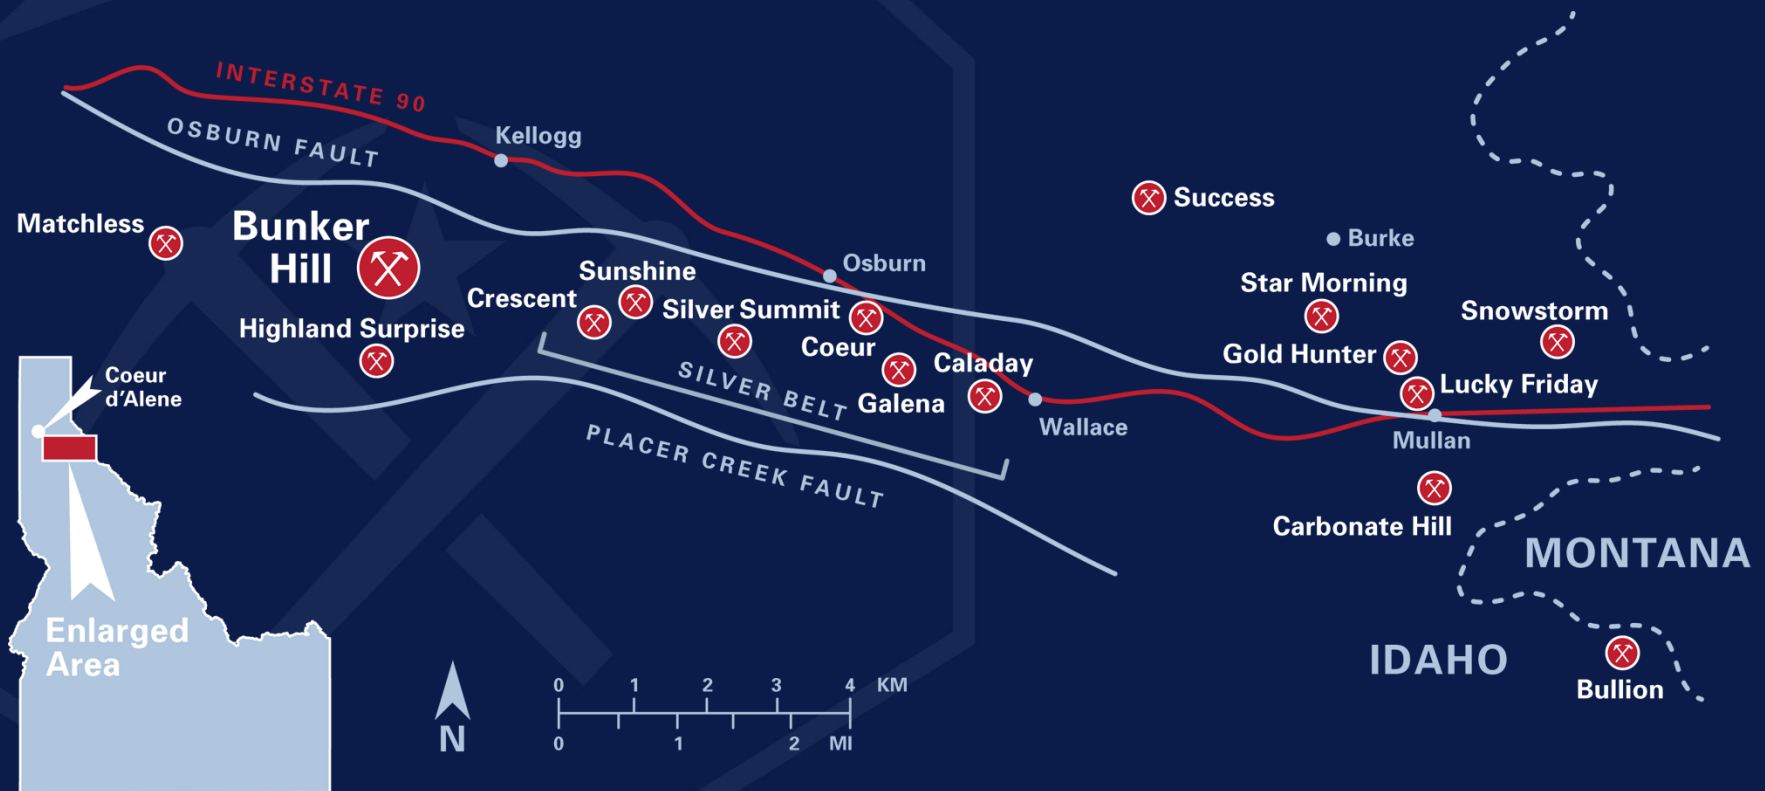 INTERSTATE 90
OSBURN FAULT
Kellogg
Success
Matchless
Bunker
Hill
Burke
Osburn
Sunshine
Crescent
Silver Summit
Star Morning
Snowstorm
Highland Surprise
Coeur
Caladay
Gold Hunter
Lucky Friday
SILVER BELT
Galena
Wallace
Mullan
Coeur
d'Alene
PLACER CREEK FAULT
Carbonate Hill
MONTANA
Enlarged
Area
IDAHO
Bullion
N
0 1 2 3 4 KM
0 1 2 MI